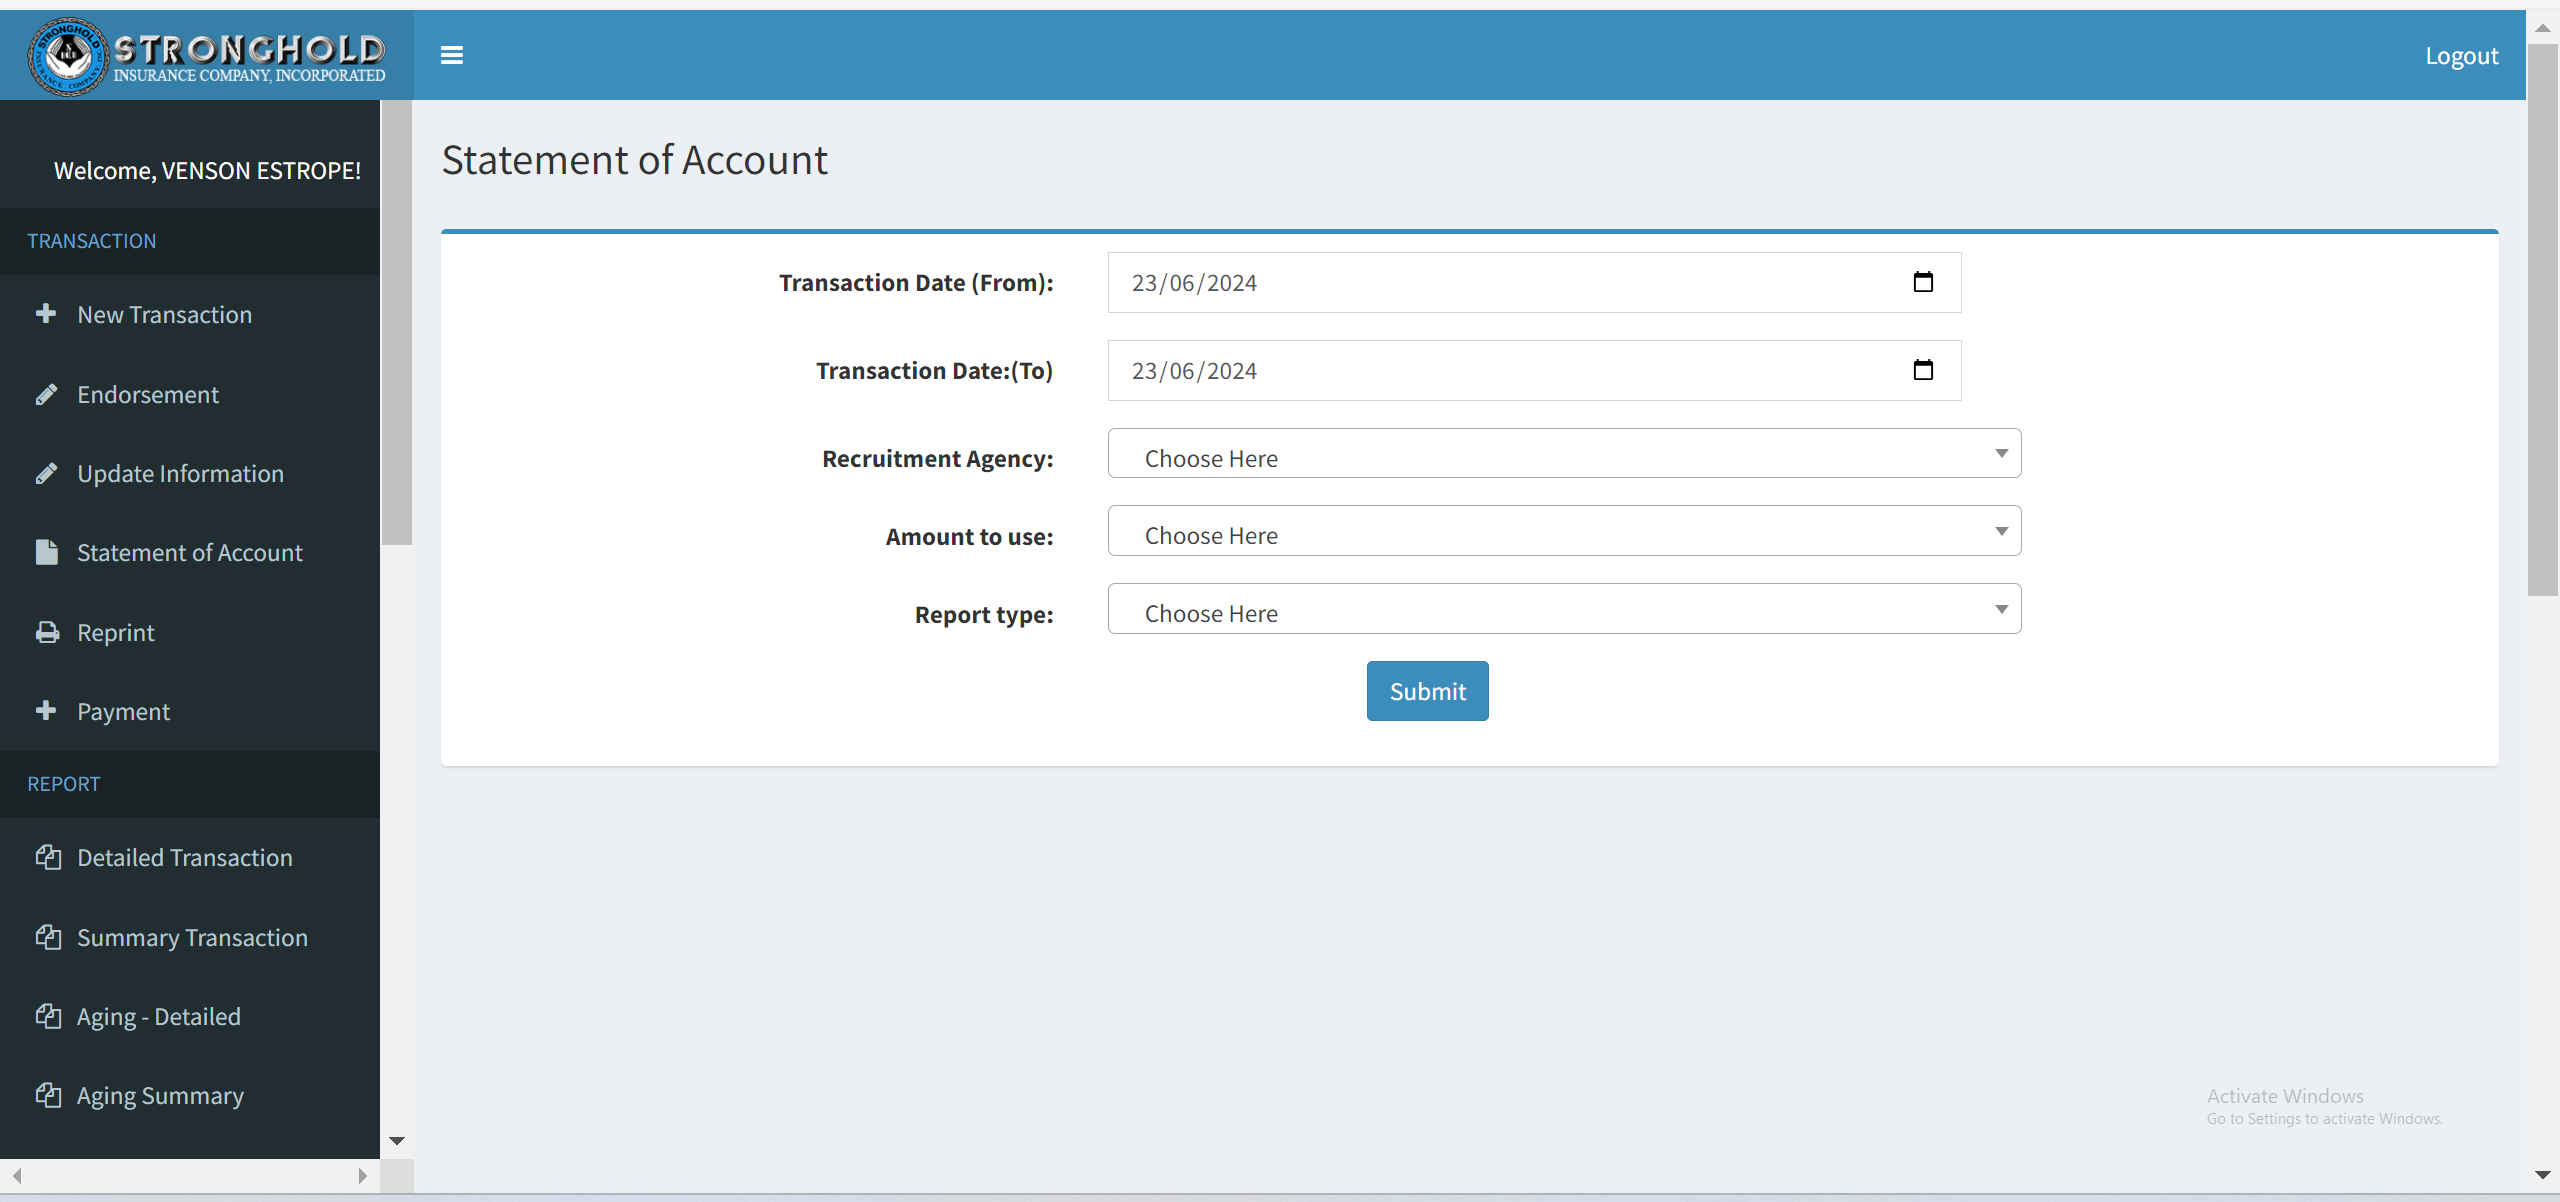 STRONGHOLD
INSURANCE COMPANY, INCORPORATED
Logout
Welcome, VENSON ESTROPE!
TRANSACTION
New Transaction
Endorsement
Update Information
Statement of Account
Reprint
Payment
REPORT
Detailed Transaction
Summary Transaction
Aging - Detailed
Aging Summary
Statement of Account
Transaction Date (From): 23/06/2024
Transaction Date:(To) 23/06/2024
Recruitment Agency: Choose Here
Amount to use: Choose Here
Report type: Choose Here
Submit
Activate Windows
Go to Settings to activate Windows.